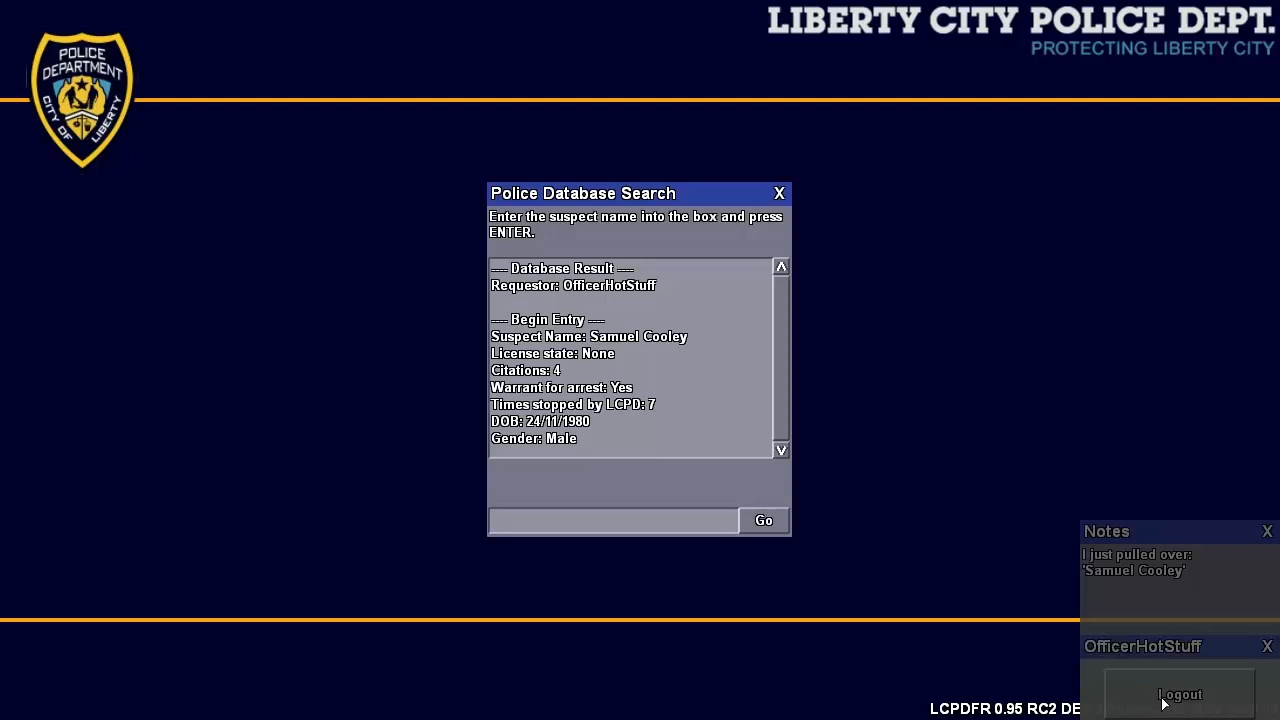 LIBERTY CITY POLICE DEPT.
PROTECTING LIBERTY CITY
POLICE
DEPARTMENT
CITY OF LIBERTY
Police Database Search X
Enter the suspect name into the box and press
ENTER.
---- Database Result ----
Requestor: OfficerHotStuff
---- Begin Entry ----
Suspect Name: Samuel Cooley
License state: None
Citations: 4
Warrant for arrest: Yes
Times stopped by LCPD: 7
DOB: 24/11/1980
Gender: Male
Go
Notes X
I just pulled over:
'Samuel Cooley'
OfficerHotStuff X
Logout
LCPDFR 0.95 RC2 DE